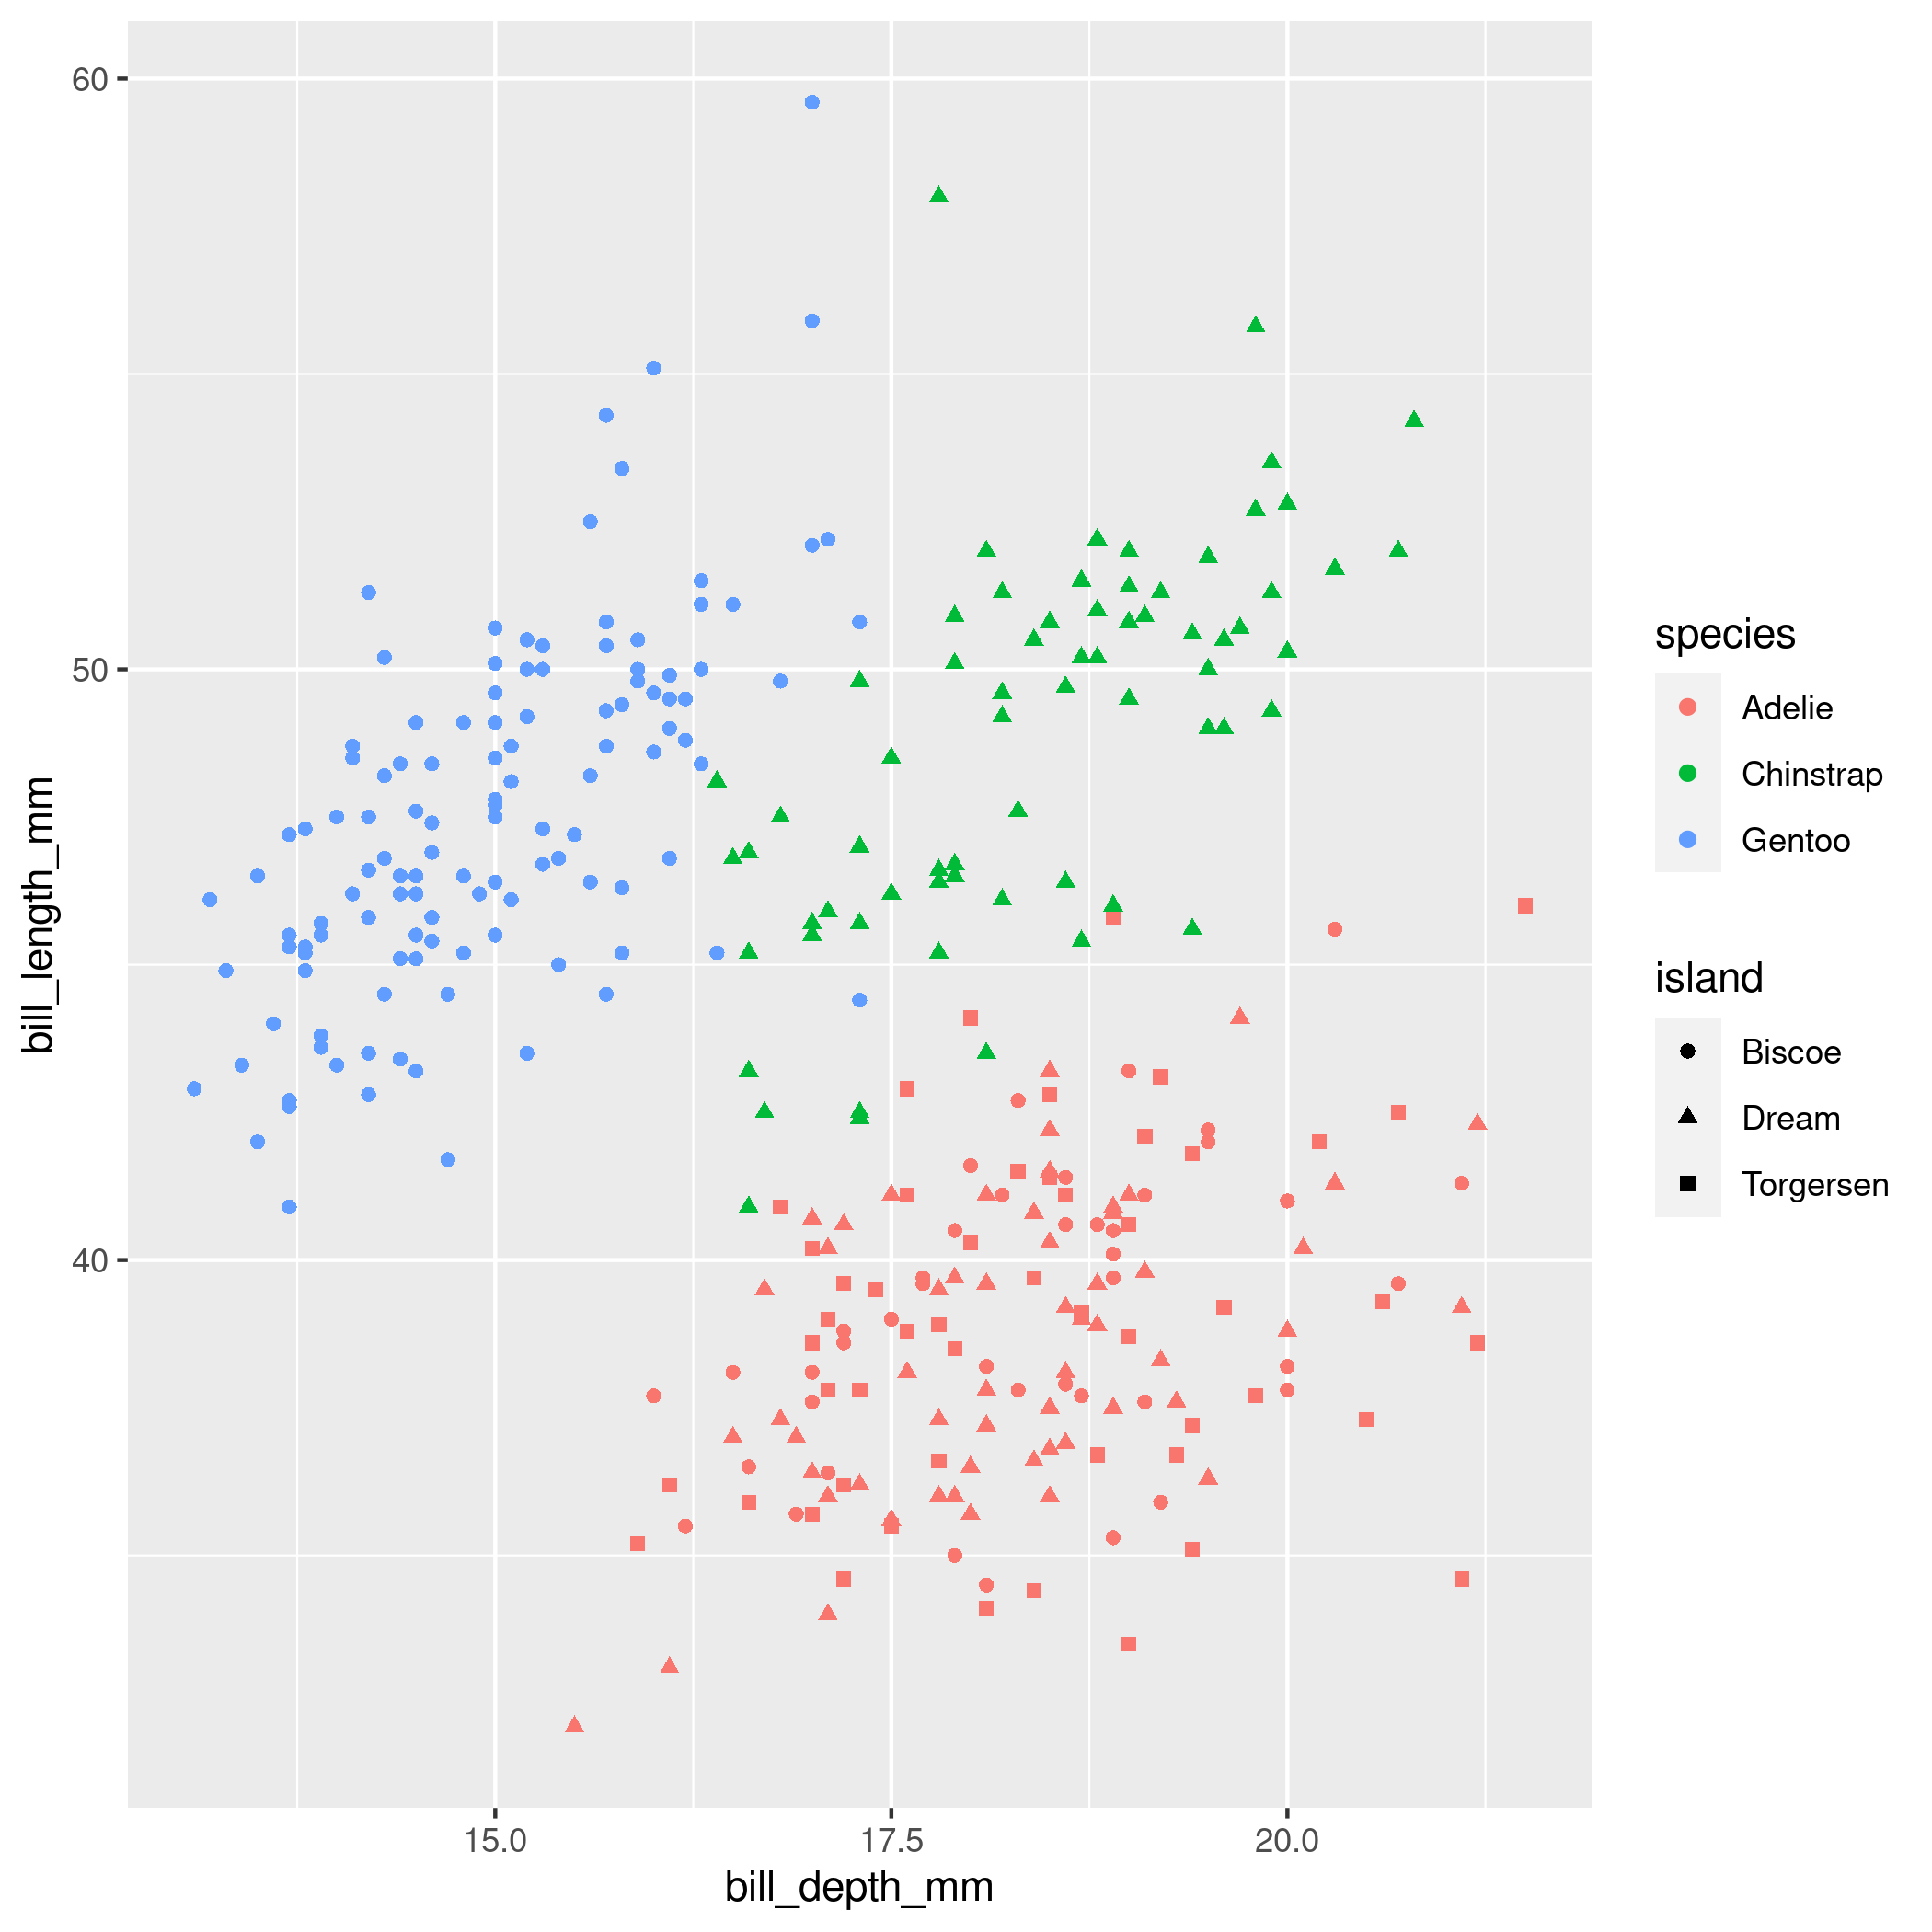 60
50
40
bill_length_mm
15.0
17.5
20.0
bill_depth_mm
species
Adelie
Chinstrap
Gentoo
island
Biscoe
Dream
Torgersen